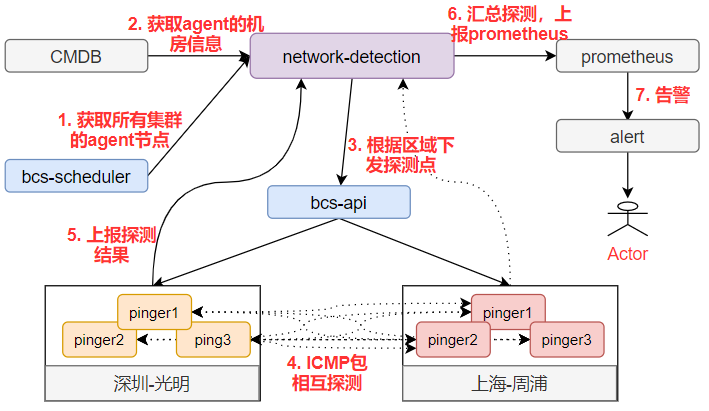 2. 获取agent的机
房信息
6. 汇总探测，上
报prometheus
CMDB
network-detection
prometheus
7. 告警
1. 获取所有集群
的agent节点
3. 根据区域下
发探测点
alert
bcs-scheduler
bcs-api
5. 上报探测
结果
Actor
pinger1
pinger2
ping3
深圳-光明
4. ICMP包
相互探测
pinger1
pinger2
pinger3
上海-周浦